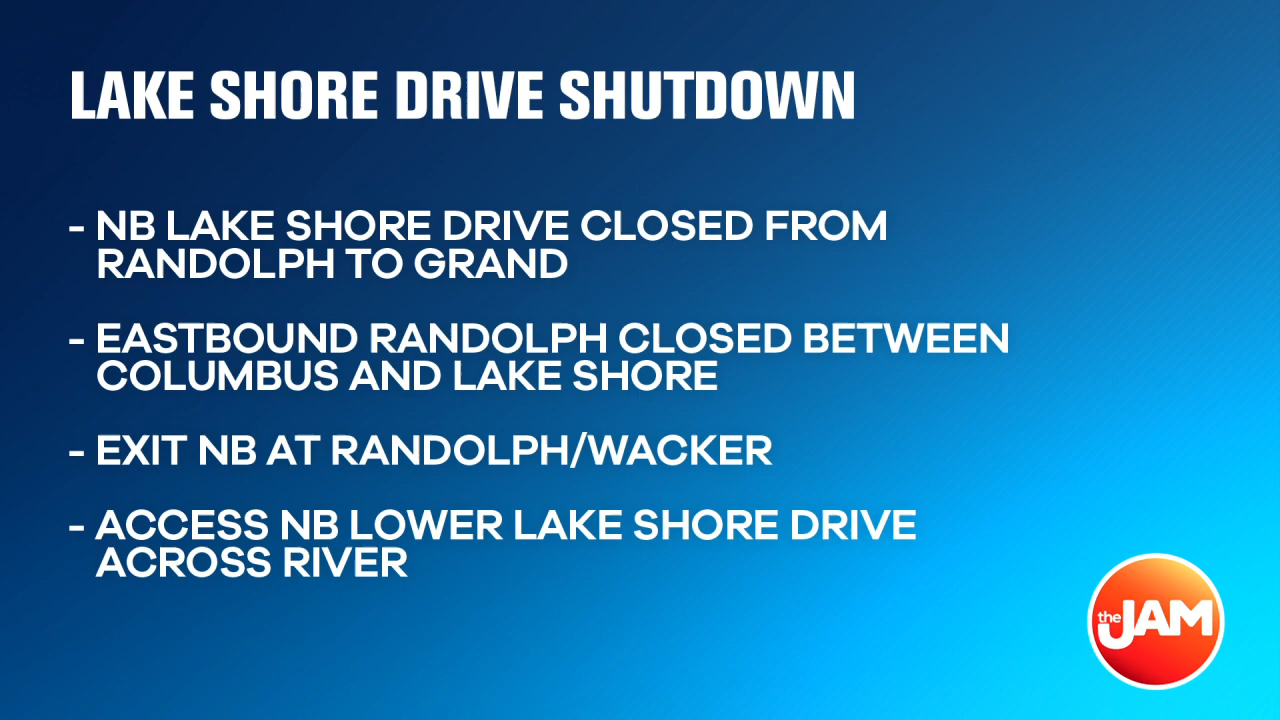 LAKE SHORE DRIVE SHUTDOWN
- NB LAKE SHORE DRIVE CLOSED FROM
RANDOLPH TO GRAND
- EASTBOUND RANDOLPH CLOSED BETWEEN
COLUMBUS AND LAKE SHORE
- EXIT NB AT RANDOLPH/WACKER
- ACCESS NB LOWER LAKE SHORE DRIVE
ACROSS RIVER
the JAM